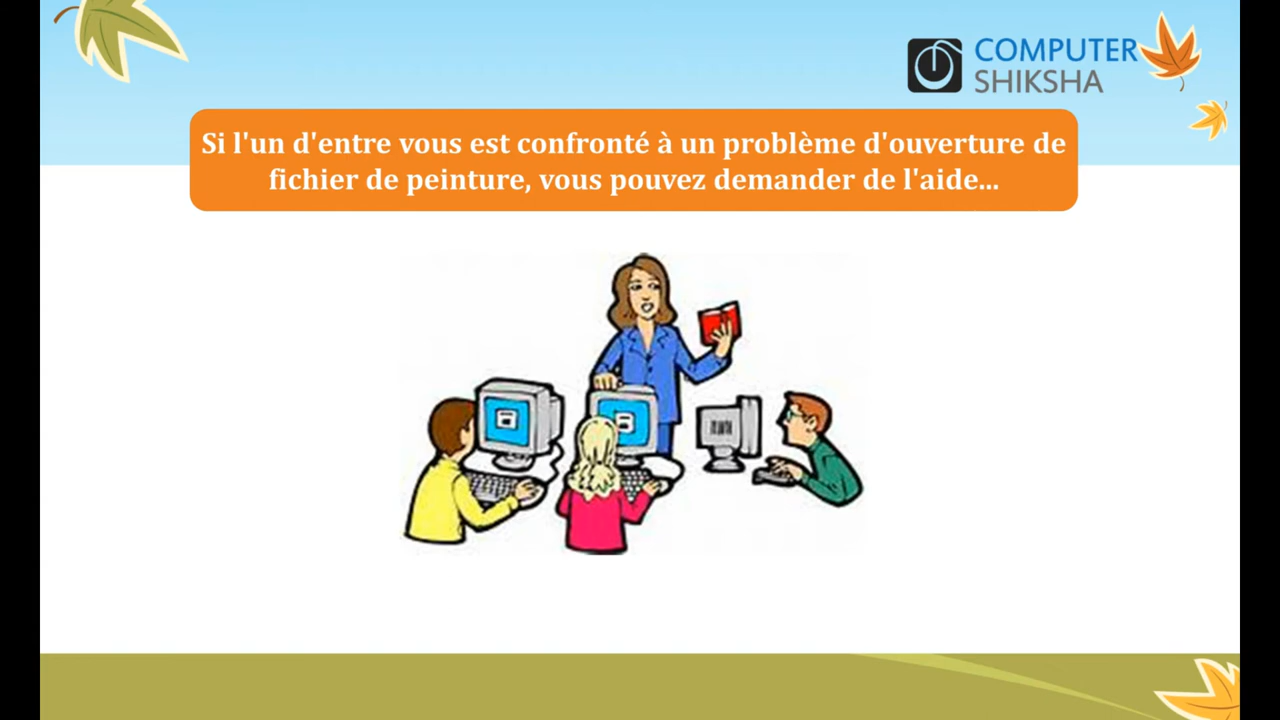 COMPUTER
SHIKSHA
Si l'un d'entre vous est confronté à un problème d'ouverture de
fichier de peinture, vous pouvez demander de l'aide...